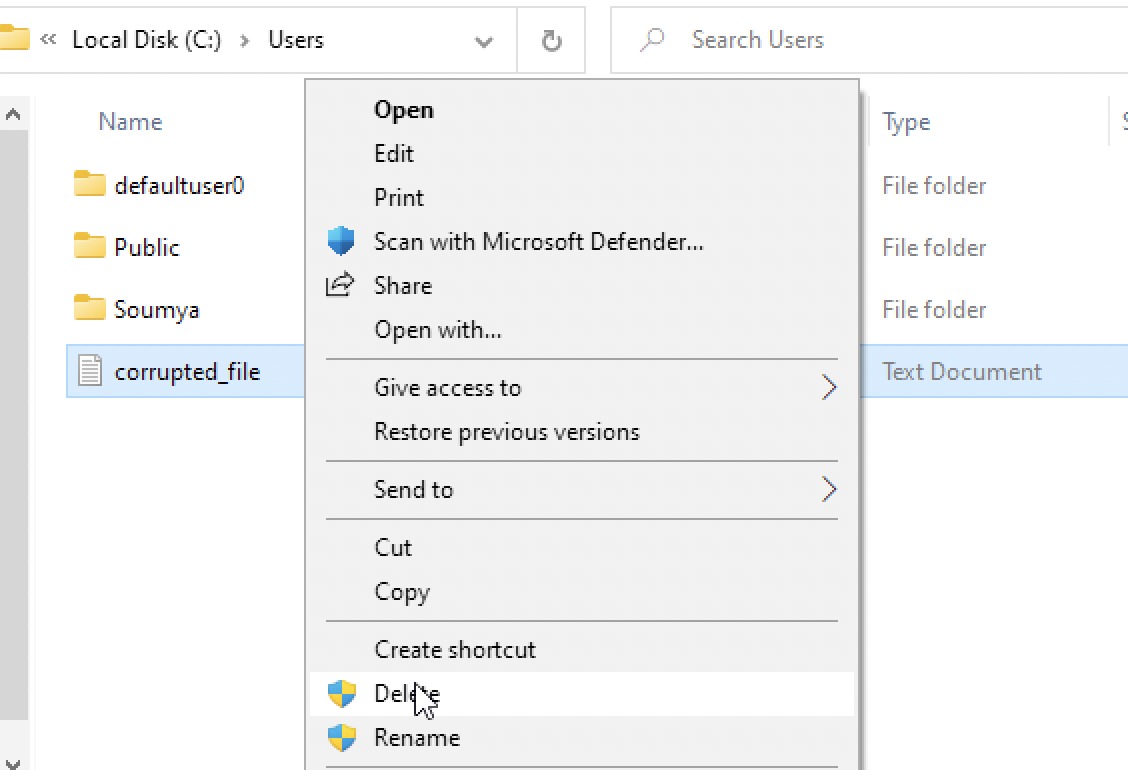 Local Disk (C:) › Users
Search Users
Name
Type
defaultuser0
File folder
Public
File folder
Soumya
File folder
corrupted_file
Text Document
Open
Edit
Print
Scan with Microsoft Defender...
Share
Open with...
Give access to
Restore previous versions
Send to
Cut
Copy
Create shortcut
Delete
Rename